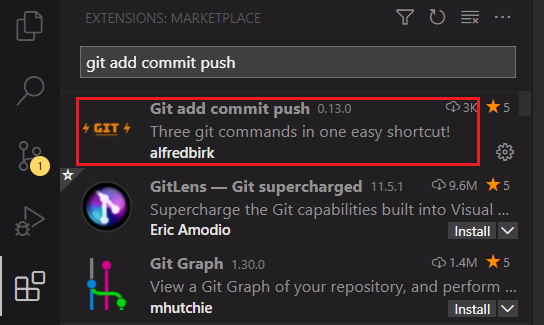 EXTENSIONS: MARKETPLACE
git add commit push
Git add commit push 0.13.0 3K 5
GIT
Three git commands in one easy shortcut!
alfredbirk
1
GitLens — Git supercharged 11.5.1 9.6M 5
Supercharge the Git capabilities built into Visual ...
Eric Amodio Install
Git Graph 1.30.0 1.4M 5
View a Git Graph of your repository, and perform ...
mhutchie Install